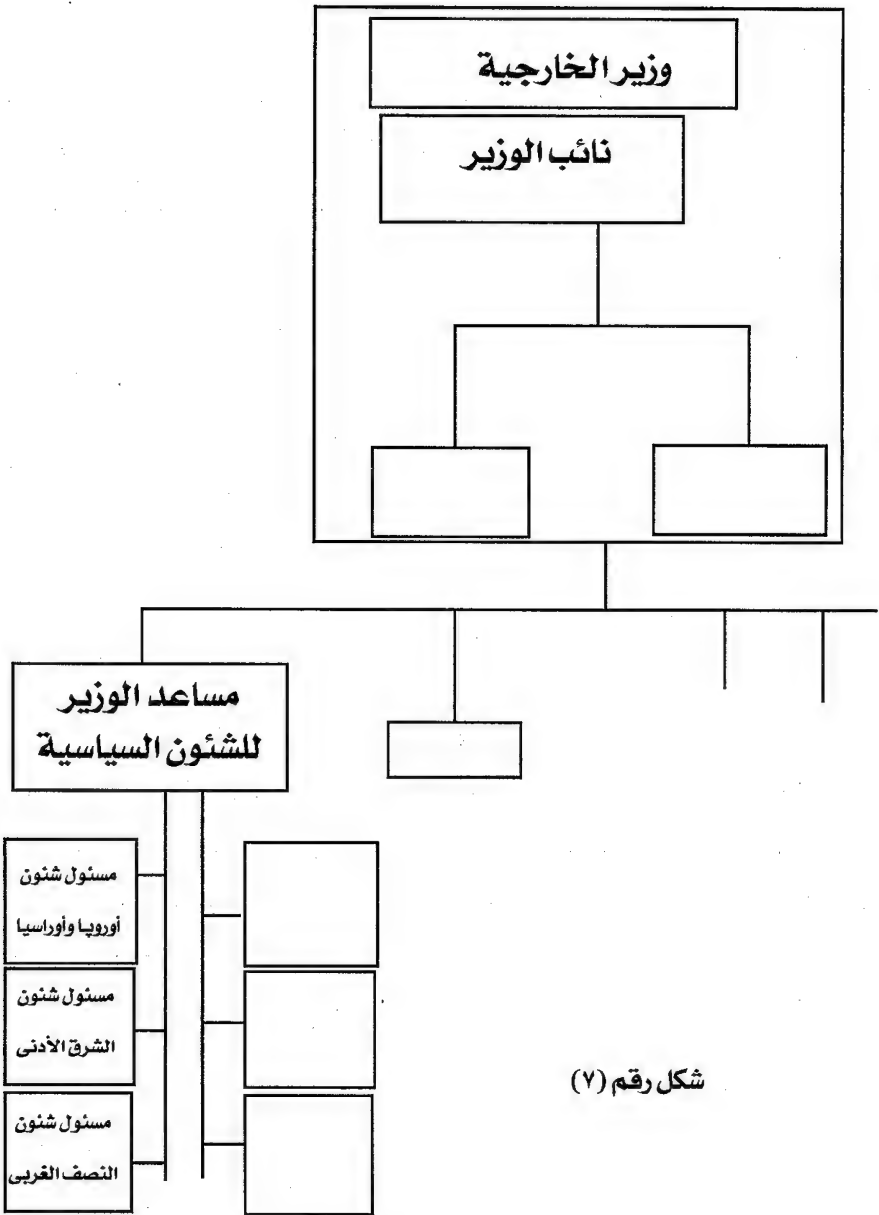 وزير الخارجية
نائب الوزير
مساعد الوزير
للشئون السياسية
مسئول شئون
أوروبا وأوراسيا
مسئول شئون
الشرق الأدنى
مسئول شئون
النصف الغربى
شكل رقم (٧)